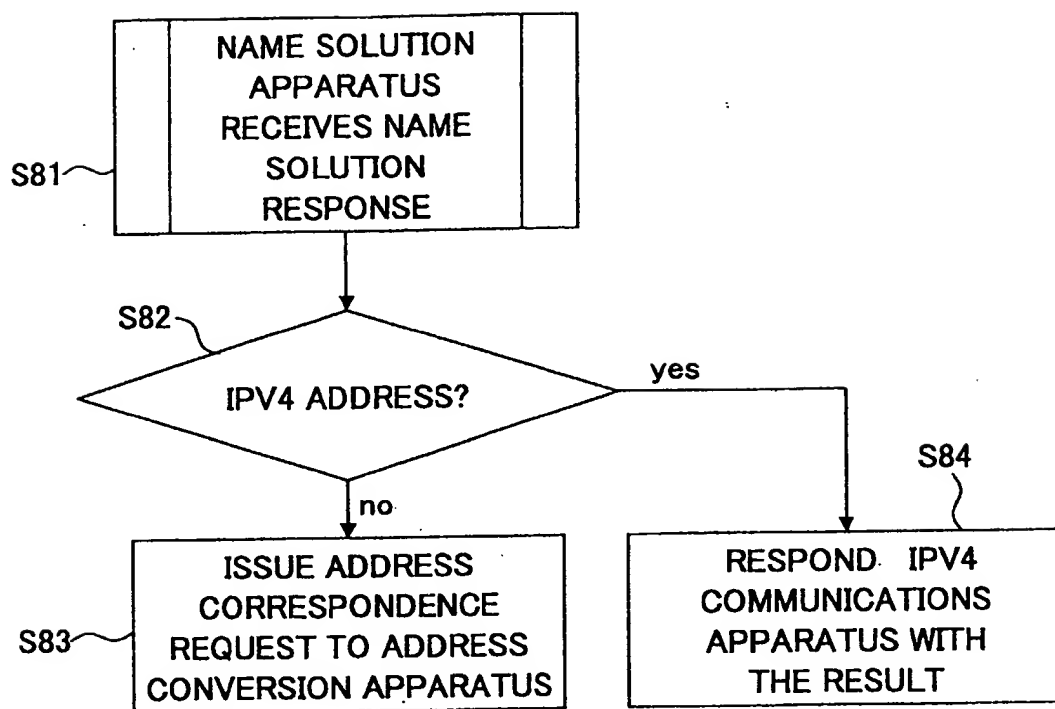 NAME SOLUTION
APPARATUS
RECEIVES NAME
SOLUTION
RESPONSE
S81
S82
IPV4 ADDRESS?
yes
no
S84
ISSUE ADDRESS
CORRESPONDENCE
REQUEST TO ADDRESS
CONVERSION APPARATUS
S83
RESPOND IPV4
COMMUNICATIONS
APPARATUS WITH
THE RESULT